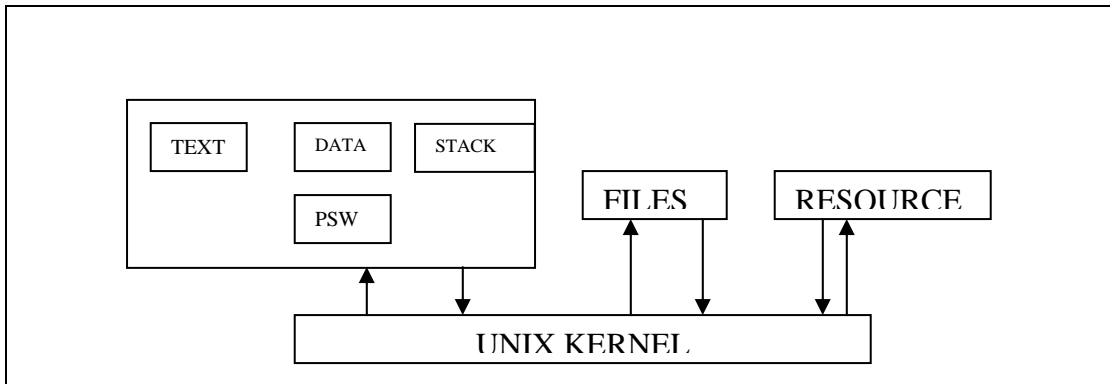 TEXT
DATA
STACK
PSW
FILES
RESOURCE
UNIX KERNEL